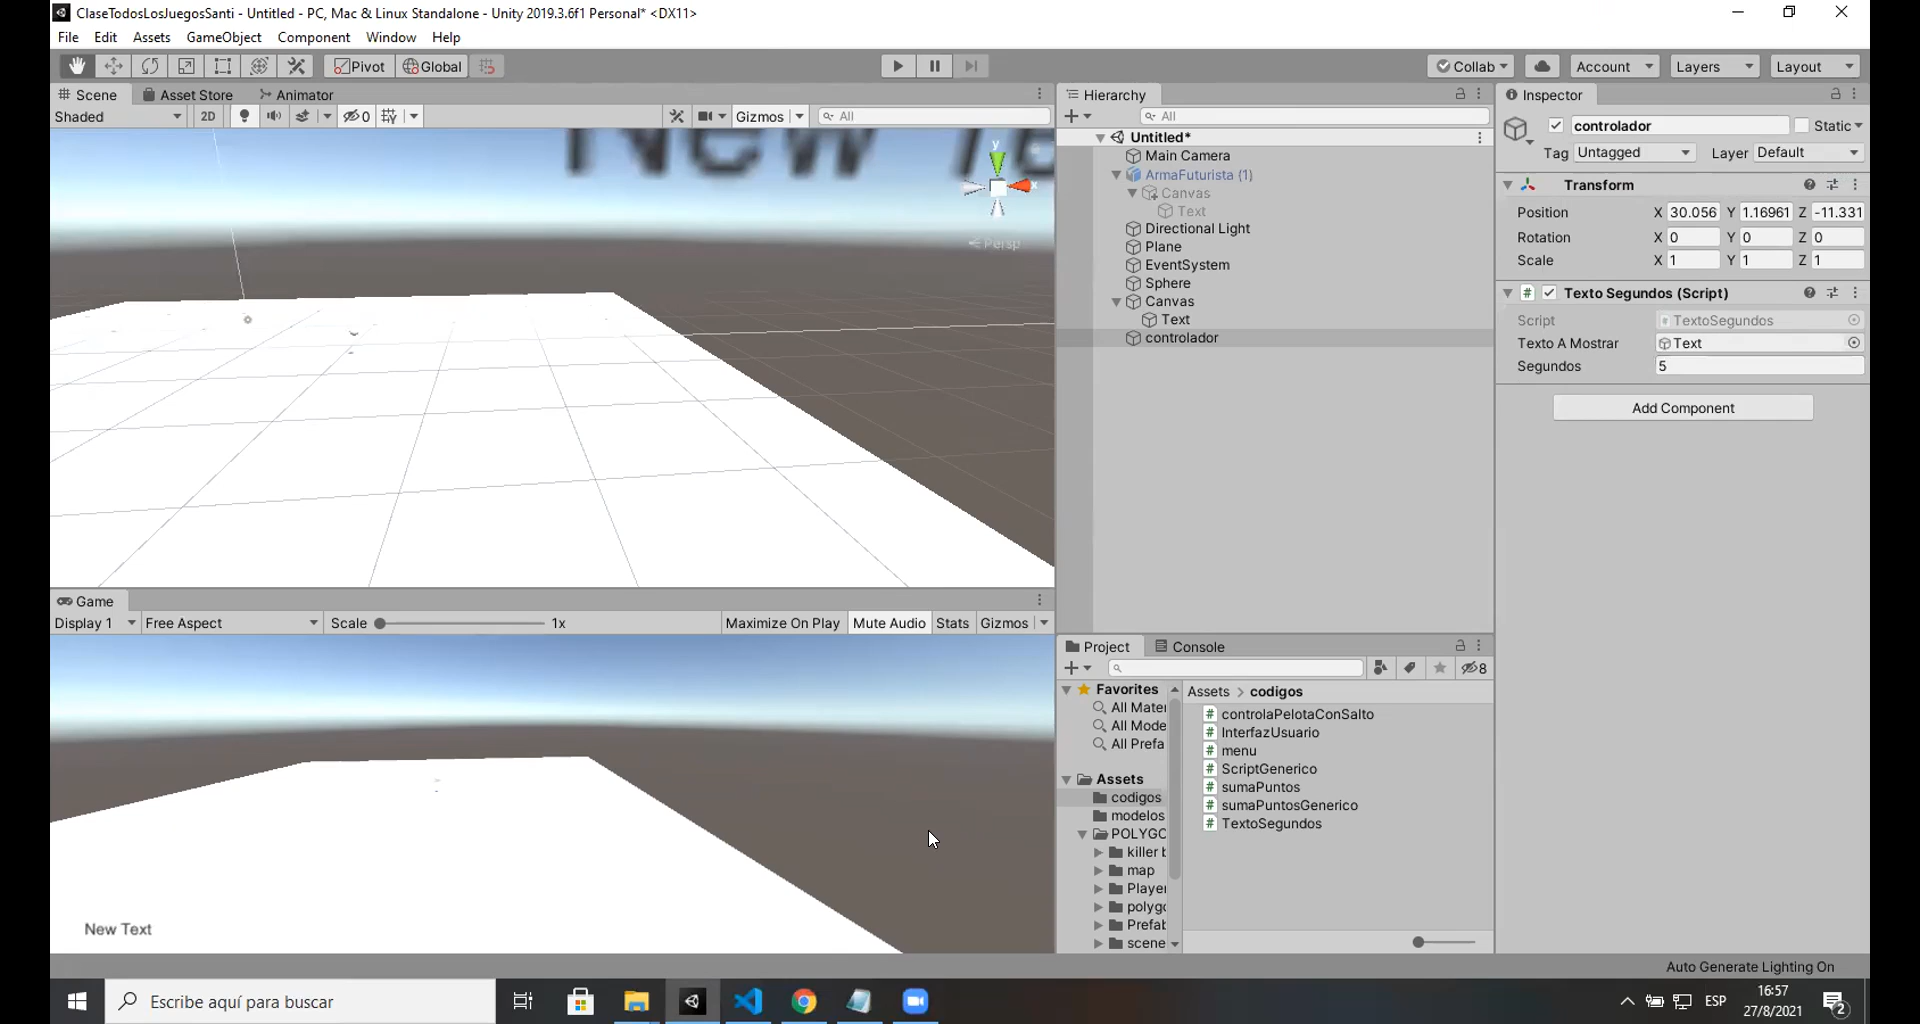 ClaseTodosLosJuegosSanti - Untitled - PC, Mac & Linux Standalone - Unity 2019.3.6f1 Personal* <DX11>
File Edit Assets GameObject Component Window Help
Pivot Global Collab Account Layers Layout
Scene Asset Store Animator
Shaded 2D 0 Gizmos All
New Te
y
x
Persp
Game
Display 1 Free Aspect Scale 1x Maximize On Play Mute Audio Stats Gizmos
New Text
Hierarchy
All
Untitled*
Main Camera
ArmaFuturista (1)
Canvas
Text
Directional Light
Plane
EventSystem
Sphere
Canvas
Text
controlador
Project Console
8
Favorites
All Mater
All Mode
All Prefa
Assets
codigos
modelos
POLYGO
killer b
map
Player
polygo
Prefab
scene
Assets > codigos
controlaPelotaConSalto
InterfazUsuario
menu
ScriptGenerico
sumaPuntos
sumaPuntosGenerico
TextoSegundos
Inspector
controlador Static
Tag Untagged Layer Default
Transform
Position X 30.056 Y 1.16961 Z -11.331
Rotation X 0 Y 0 Z 0
Scale X 1 Y 1 Z 1
Texto Segundos (Script)
Script TextoSegundos
Texto A Mostrar Text
Segundos 5
Add Component
Auto Generate Lighting On
Escribe aquí para buscar
ESP
16:57
27/8/2021
2